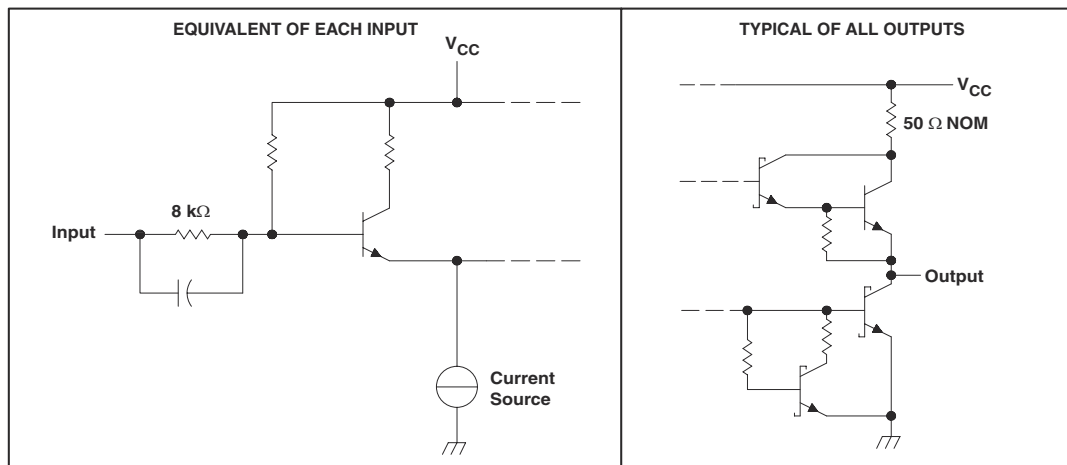 EQUIVALENT OF EACH INPUT
VCC
8 kΩ
Input
Current
Source
TYPICAL OF ALL OUTPUTS
VCC
50 Ω NOM
Output